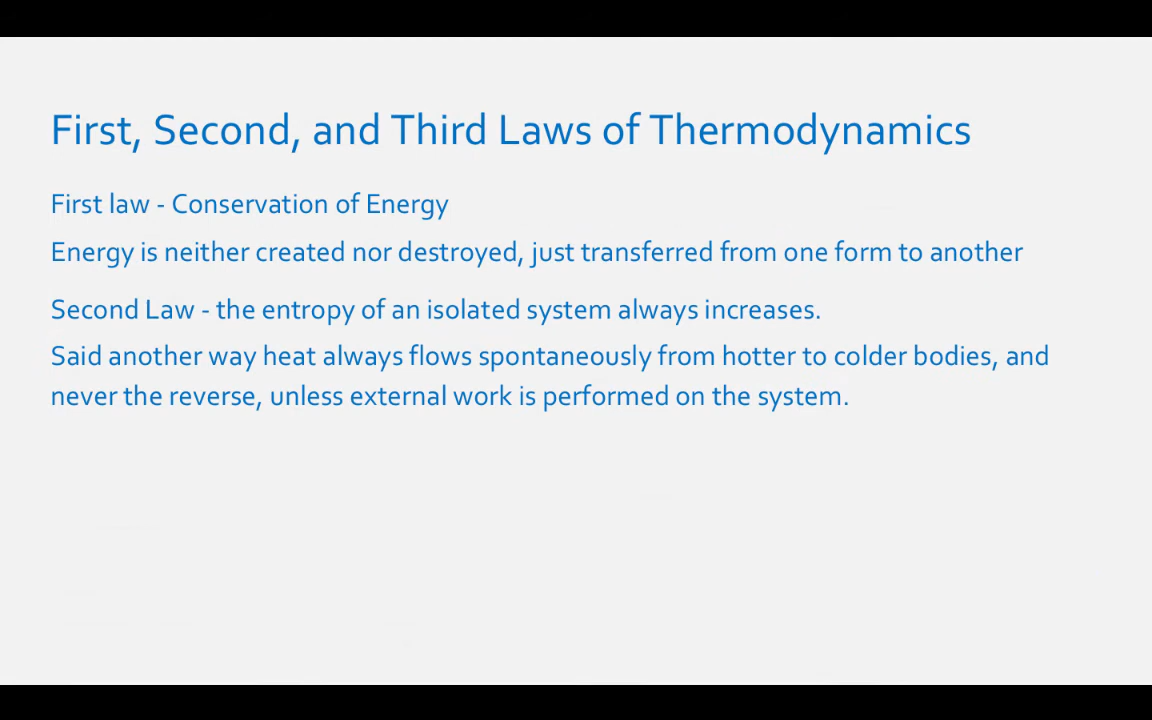 First, Second, and Third Laws of Thermodynamics
First law - Conservation of Energy
Energy is neither created nor destroyed, just transferred from one form to another
Second Law - the entropy of an isolated system always increases.
Said another way heat always flows spontaneously from hotter to colder bodies, and
never the reverse, unless external work is performed on the system.